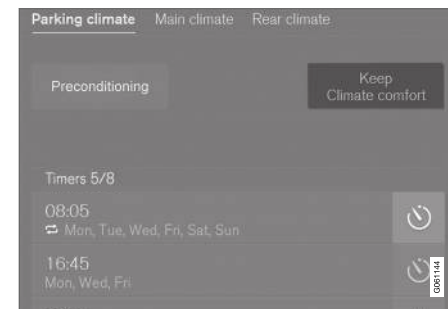 Parking climate Main climate Rear climate
Preconditioning
Keep
Climate comfort
Timers 5/8
08:05
Mon, Tue, Wed, Fri, Sat, Sun
16:45
Mon, Wed, Fri
G061144